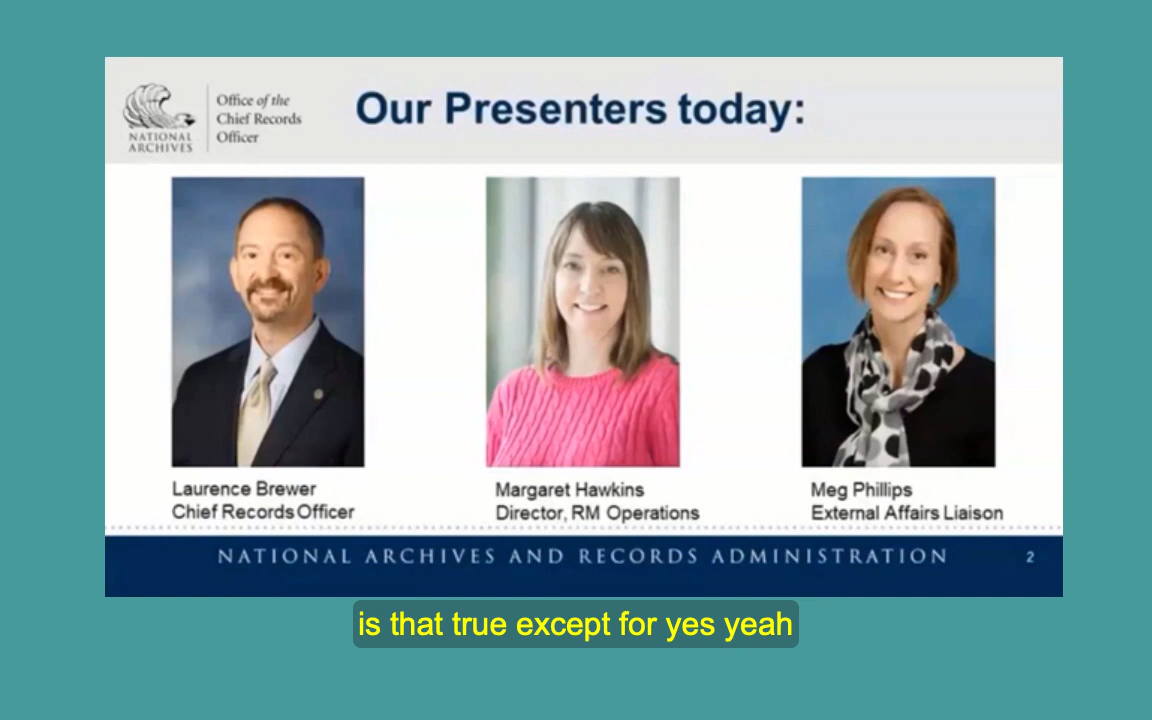 NATIONAL
ARCHIVES
Office of the
Chief Records
Officer
Our Presenters today:
Laurence Brewer
Chief Records Officer
Margaret Hawkins
Director, RM Operations
Meg Phillips
External Affairs Liaison
NATIONAL ARCHIVES AND RECORDS ADMINISTRATION
2
is that true except for yes yeah